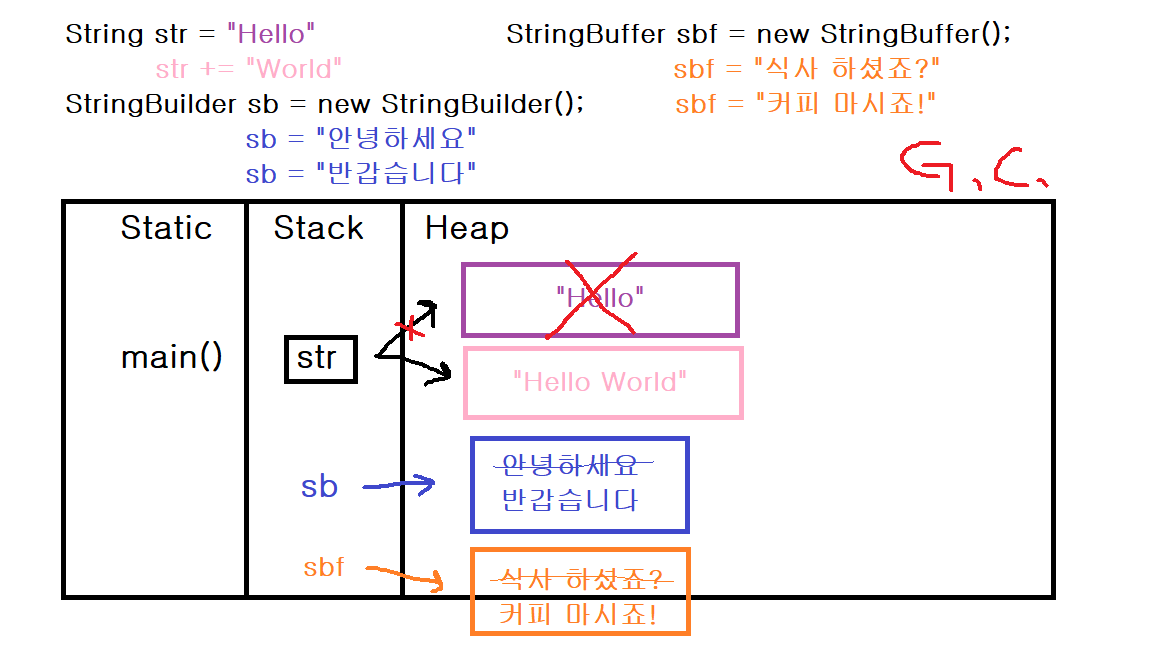 String str = "Hello"
str += "World"
StringBuilder sb = new StringBuilder();
sb = "안녕하세요"
sb = "반갑습니다"
StringBuffer sbf = new StringBuffer();
sbf = "식사 하셨죠?"
sbf = "커피 마시죠!"
G.C.
Static
Stack
Heap
"Hello"
main()
str
"Hello World"
sb
안녕하세요
반갑습니다
sbf
식사 하셨죠?
커피 마시죠!